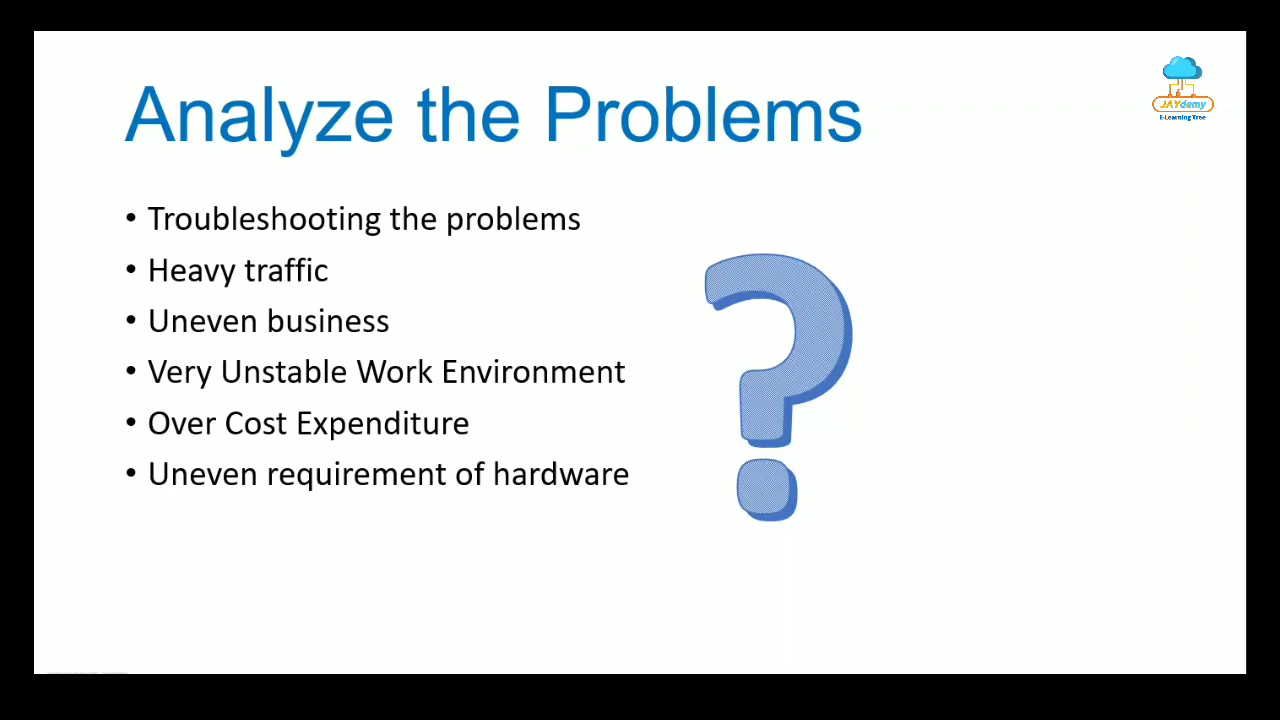 Analyze the Problems
JAYdemy
E-Learning Tree
• Troubleshooting the problems
• Heavy traffic
• Uneven business
• Very Unstable Work Environment
• Over Cost Expenditure
• Uneven requirement of hardware
?